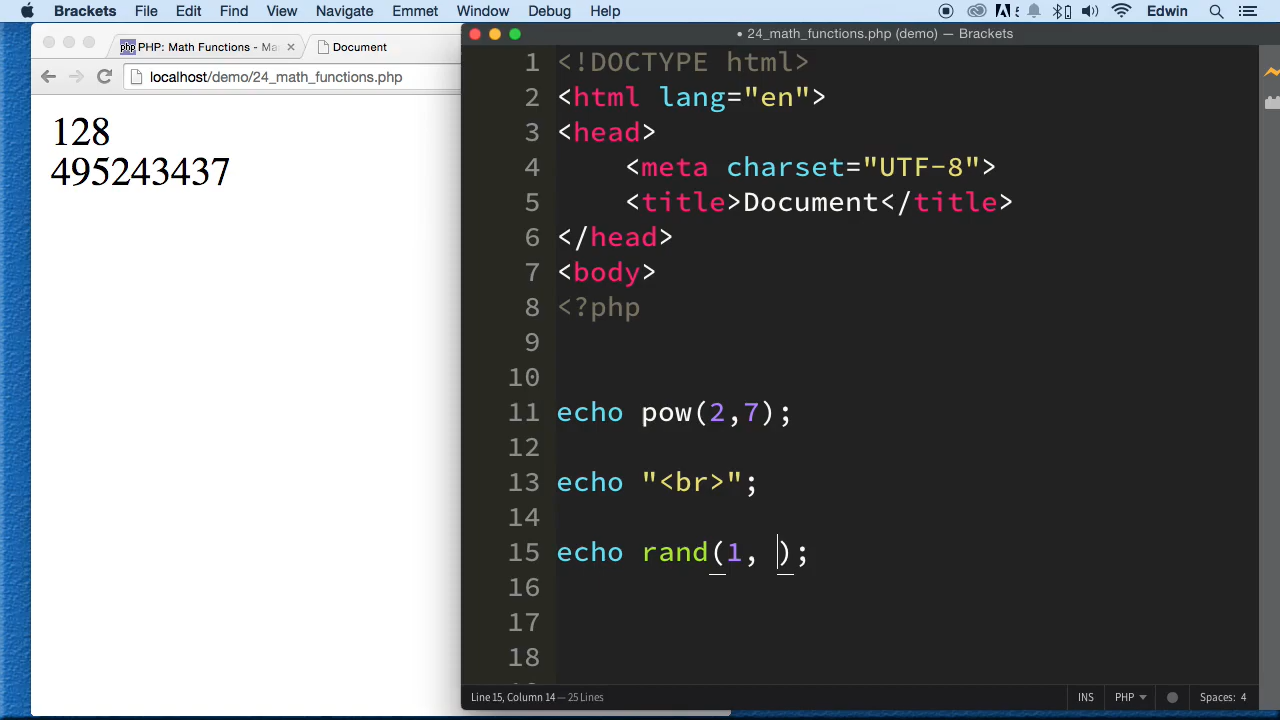 Brackets File Edit Find View Navigate Emmet Window Debug Help 5 Edwin
php PHP: Math Functions - Ma × Document
localhost/demo/24_math_functions.php
128
495243437
• 24_math_functions.php (demo) — Brackets
1 <!DOCTYPE html>
2 <html lang="en">
3 <head>
4 <meta charset="UTF-8">
5 <title>Document</title>
6 </head>
7 <body>
8 <?php
9
10
11 echo pow(2,7);
12
13 echo "<br>";
14
15 echo rand(1, );
16
17
18
Line 15, Column 14 — 25 Lines INS PHP Spaces: 4